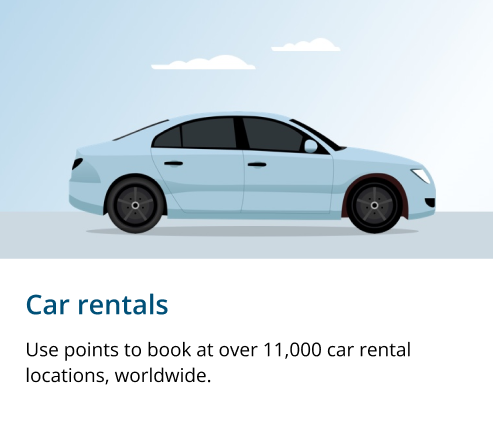 Car rentals
Use points to book at over 11,000 car rental
locations, worldwide.